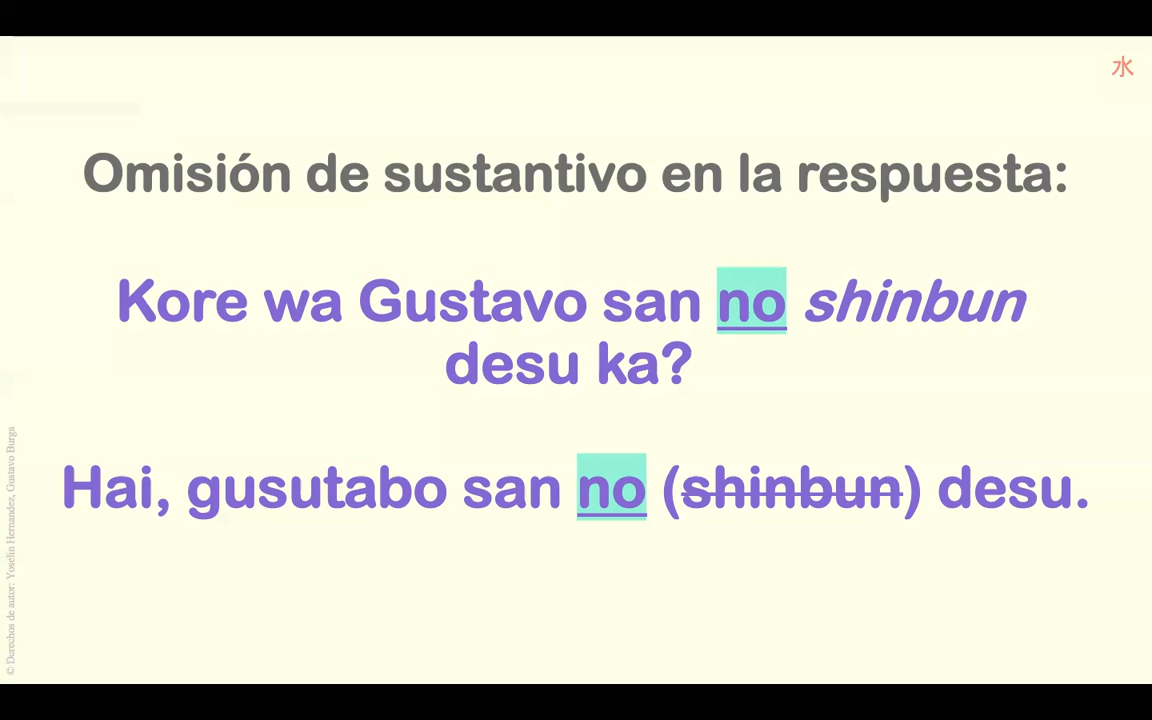 水
Omisión de sustantivo en la respuesta:
Kore wa Gustavo san no shinbun
desu ka?
Hai, gusutabo san no (shinbun) desu.
© Derechos de autor: Yoselin Hernandez, Gustavo Burga